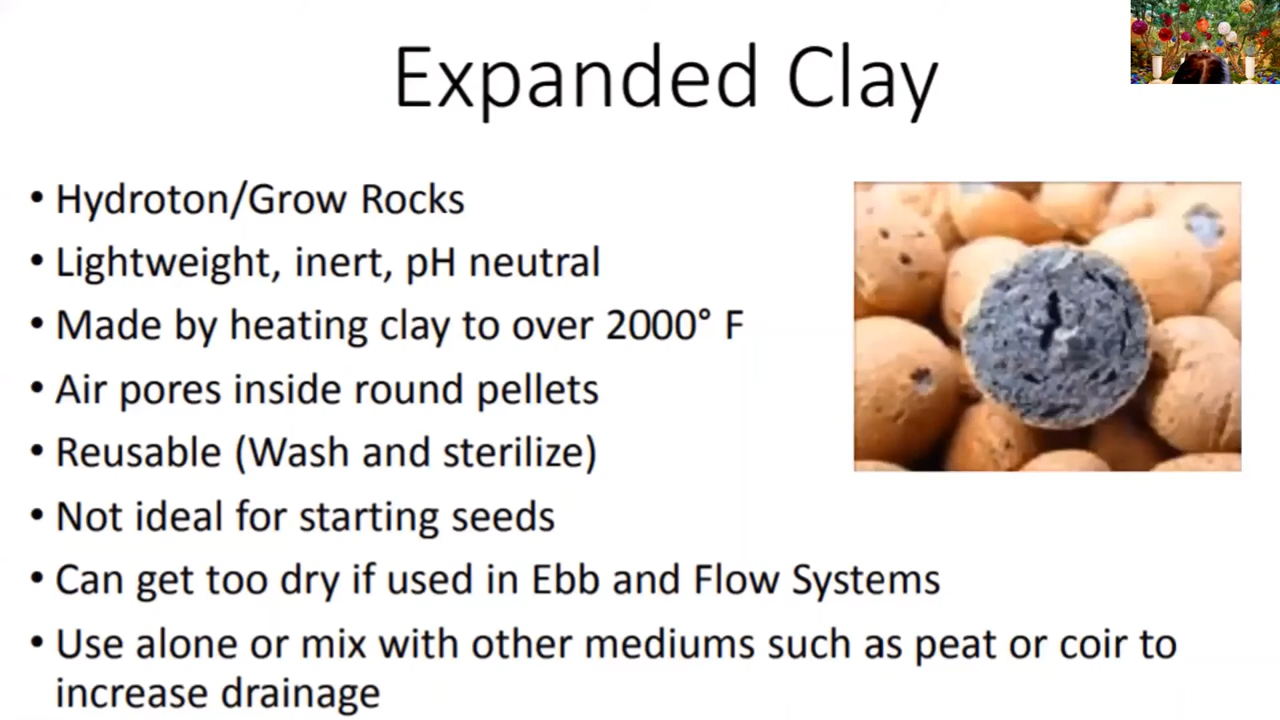 Expanded Clay
• Hydroton/Grow Rocks
• Lightweight, inert, pH neutral
• Made by heating clay to over 2000° F
• Air pores inside round pellets
• Reusable (Wash and sterilize)
• Not ideal for starting seeds
• Can get too dry if used in Ebb and Flow Systems
• Use alone or mix with other mediums such as peat or coir to
increase drainage